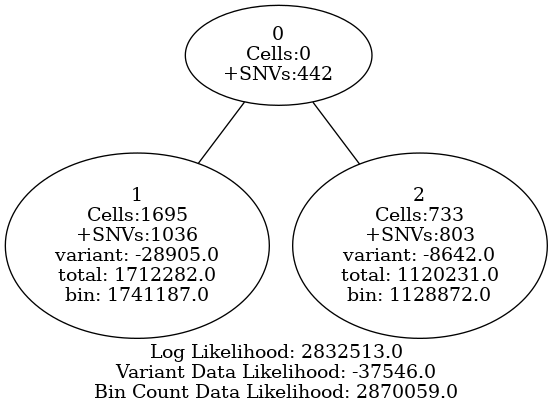 0
Cells:0
+SNVs:442
1
Cells:1695
+SNVs:1036
variant: -28905.0
total: 1712282.0
bin: 1741187.0
2
Cells:733
+SNVs:803
variant: -8642.0
total: 1120231.0
bin: 1128872.0
Log Likelihood: 2832513.0
Variant Data Likelihood: -37546.0
Bin Count Data Likelihood: 2870059.0